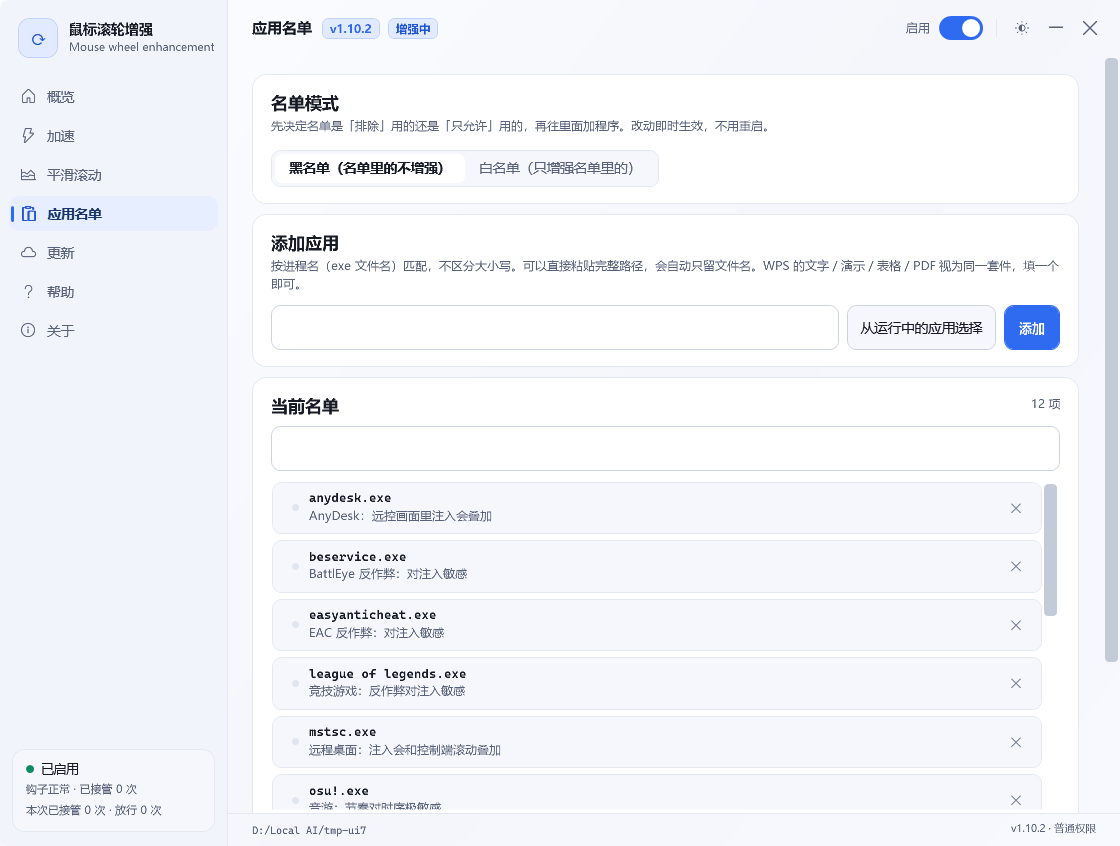 鼠标滚轮增强
Mouse wheel enhancement
概览
加速
平滑滚动
应用名单
更新
帮助
关于
已启用
钩子正常 · 已接管 0 次
本次已接管 0 次 · 放行 0 次
应用名单 v1.10.2 增强中
启用
名单模式
先决定名单是「排除」用的还是「只允许」用的，再往里面加程序。改动即时生效，不用重启。
黑名单（名单里的不增强） 白名单（只增强名单里的）
添加应用
按进程名（exe 文件名）匹配，不区分大小写。可以直接粘贴完整路径，会自动只留文件名。WPS 的文字 / 演示 / 表格 / PDF 视为同一套件，填一个
即可。
从运行中的应用选择 添加
当前名单 12 项
anydesk.exe
AnyDesk：远控画面里注入会叠加
beservice.exe
BattlEye 反作弊：对注入敏感
easyanticheat.exe
EAC 反作弊：对注入敏感
league of legends.exe
竞技游戏：反作弊对注入敏感
mstsc.exe
远程桌面：注入会和控制端滚动叠加
osu!.exe
音游：节奏对时序极敏感
D:/Local AI/tmp-ui7
v1.10.2 · 普通权限